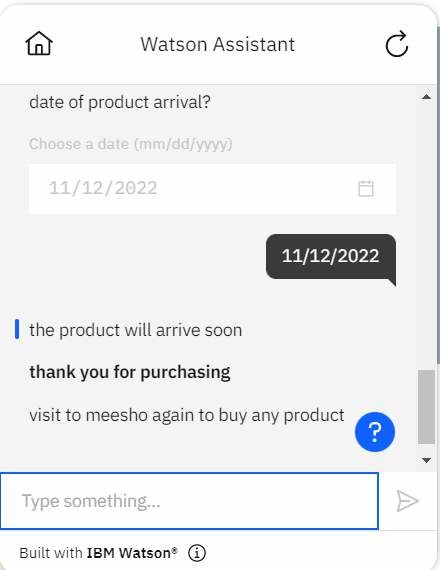 Watson Assistant
date of product arrival?
Choose a date (mm/dd/yyyy)
11/12/2022
11/12/2022
the product will arrive soon
thank you for purchasing
visit to meesho again to buy any product
?
Type something...
Built with IBM Watson®